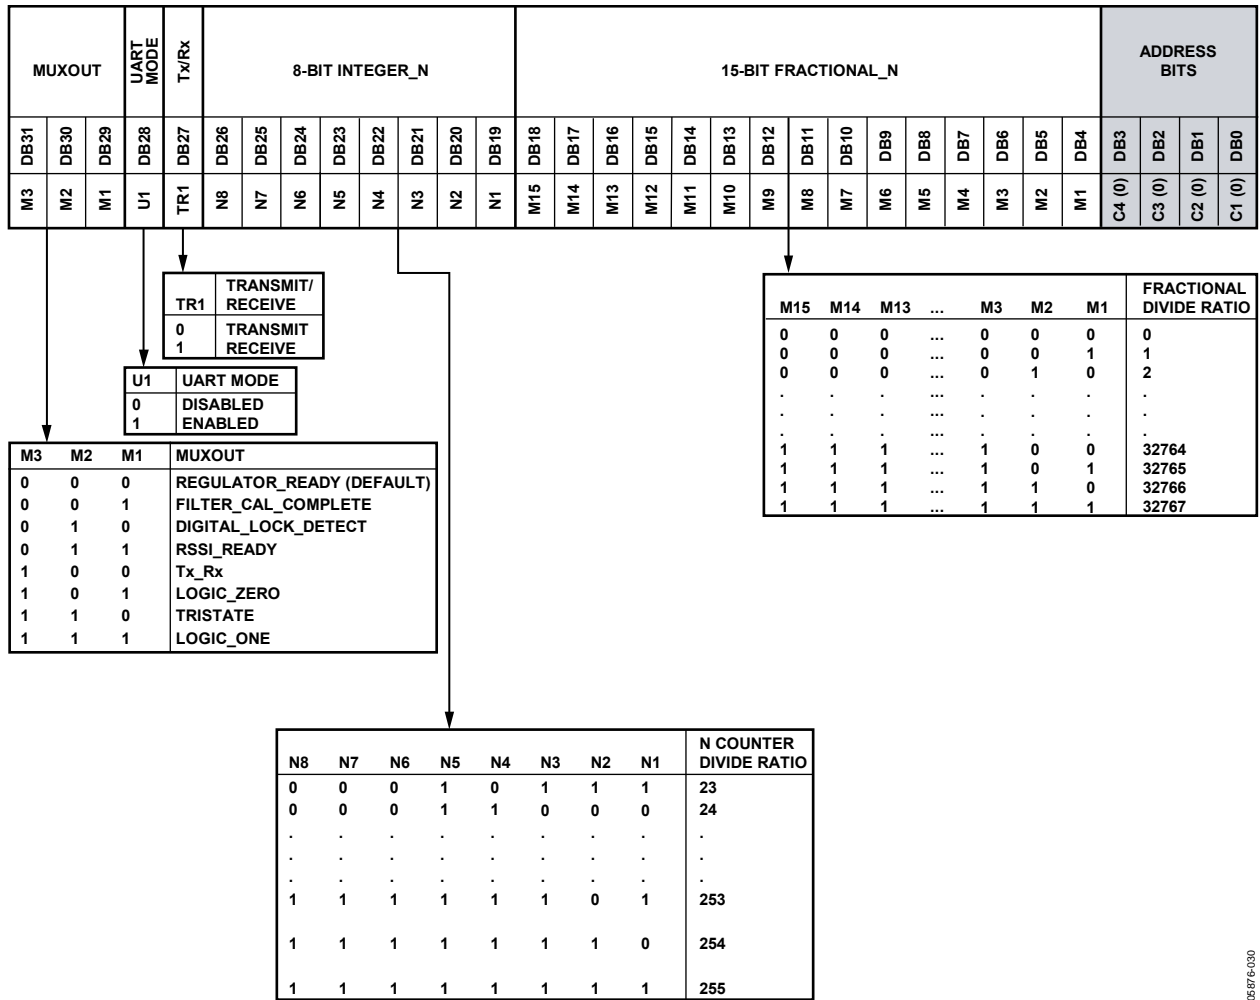 MUXOUT UART MODE Tx/Rx 8-BIT INTEGER_N 15-BIT FRACTIONAL_N ADDRESS BITS
DB31 DB30 DB29 DB28 DB27 DB26 DB25 DB24 DB23 DB22 DB21 DB20 DB19 DB18 DB17 DB16 DB15 DB14 DB13 DB12 DB11 DB10 DB9 DB8 DB7 DB6 DB5 DB4 DB3 DB2 DB1 DB0
M3 M2 M1 U1 TR1 N8 N7 N6 N5 N4 N3 N2 N1 M15 M14 M13 M12 M11 M10 M9 M8 M7 M6 M5 M4 M3 M2 M1 C4 (0) C3 (0) C2 (0) C1 (0)
TR1 TRANSMIT/ RECEIVE
0 TRANSMIT
1 RECEIVE
U1 UART MODE
0 DISABLED
1 ENABLED
M3 M2 M1 MUXOUT
0 0 0 REGULATOR_READY (DEFAULT)
0 0 1 FILTER_CAL_COMPLETE
0 1 0 DIGITAL_LOCK_DETECT
0 1 1 RSSI_READY
1 0 0 Tx_Rx
1 0 1 LOGIC_ZERO
1 1 0 TRISTATE
1 1 1 LOGIC_ONE
M15 M14 M13 ... M3 M2 M1 FRACTIONAL DIVIDE RATIO
0 0 0 ... 0 0 0 0
0 0 0 ... 0 0 1 1
0 0 0 ... 0 1 0 2
. . . ... . . . .
. . . ... . . . .
. . . ... . . . .
1 1 1 ... 1 0 0 32764
1 1 1 ... 1 0 1 32765
1 1 1 ... 1 1 0 32766
1 1 1 ... 1 1 1 32767
N8 N7 N6 N5 N4 N3 N2 N1 N COUNTER DIVIDE RATIO
0 0 0 1 0 1 1 1 23
0 0 0 1 1 0 0 0 24
. . . . . . . . .
. . . . . . . . .
. . . . . . . . .
1 1 1 1 1 1 0 1 253
1 1 1 1 1 1 1 0 254
1 1 1 1 1 1 1 1 255
05876-030